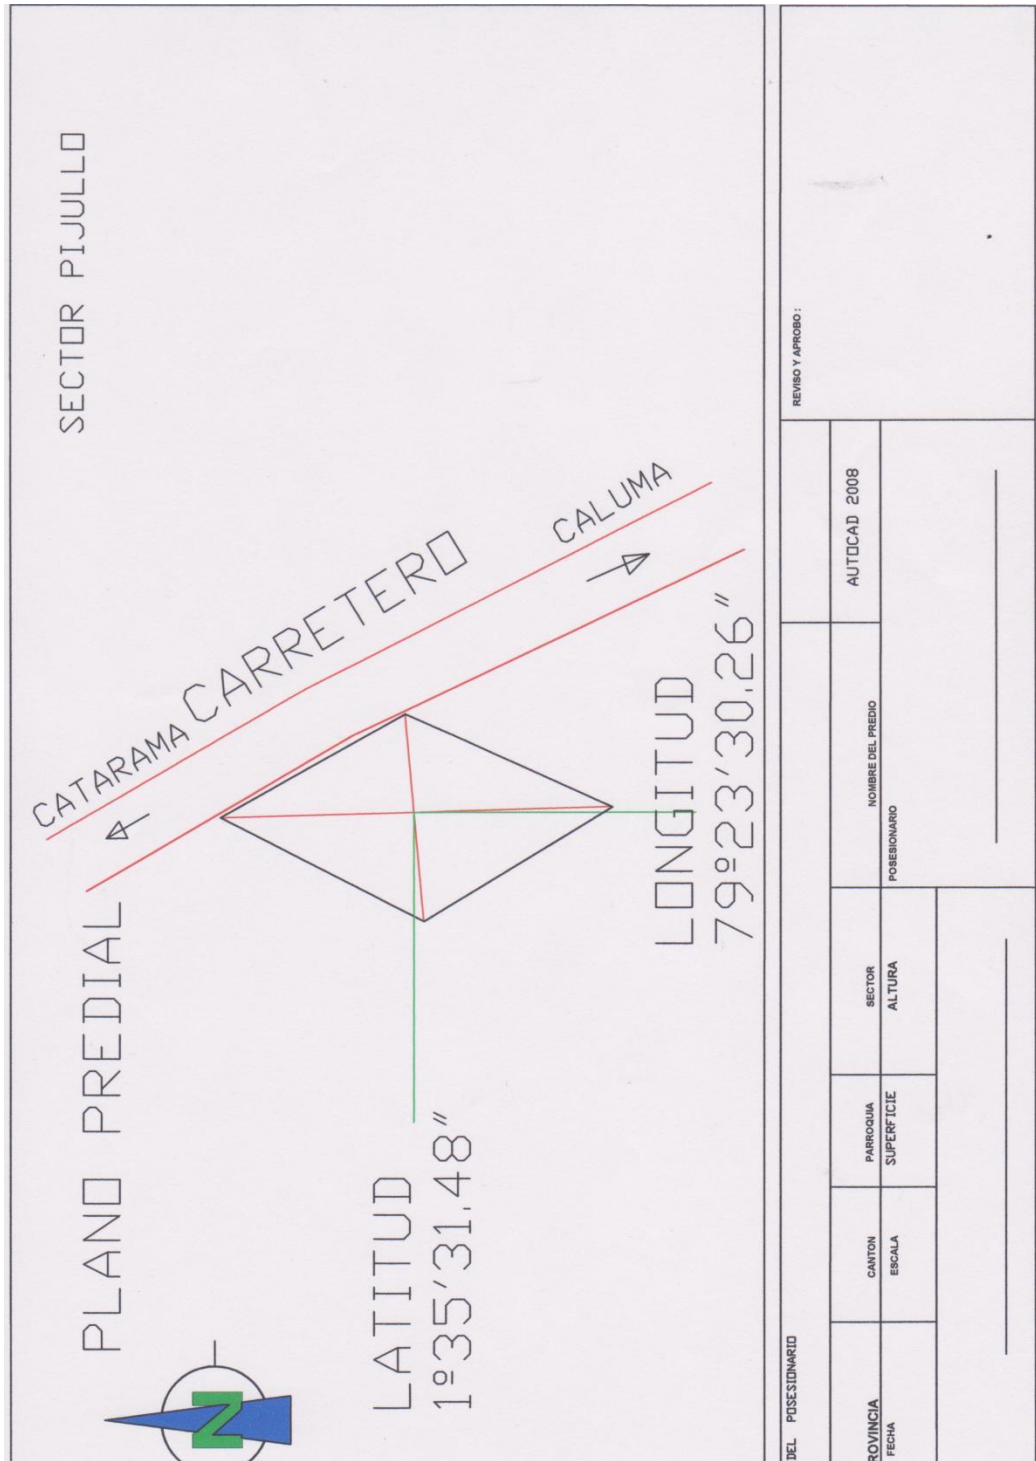 PLANO PREDIAL
SECTOR PIJULLO
CATARAMA
CARRETERO
CALUMA
LATITUD
1º35'31.48"
LONGITUD
79º23'30.26"
N
DEL POSESIONARIO
ROVINCIA
CANTON
PARROQUIA
SECTOR
NOMBRE DEL PREDIO
AUTOCAD 2008
FECHA
ESCALA
SUPERFICIE
ALTURA
POSESIONARIO
REVISO Y APROBO :